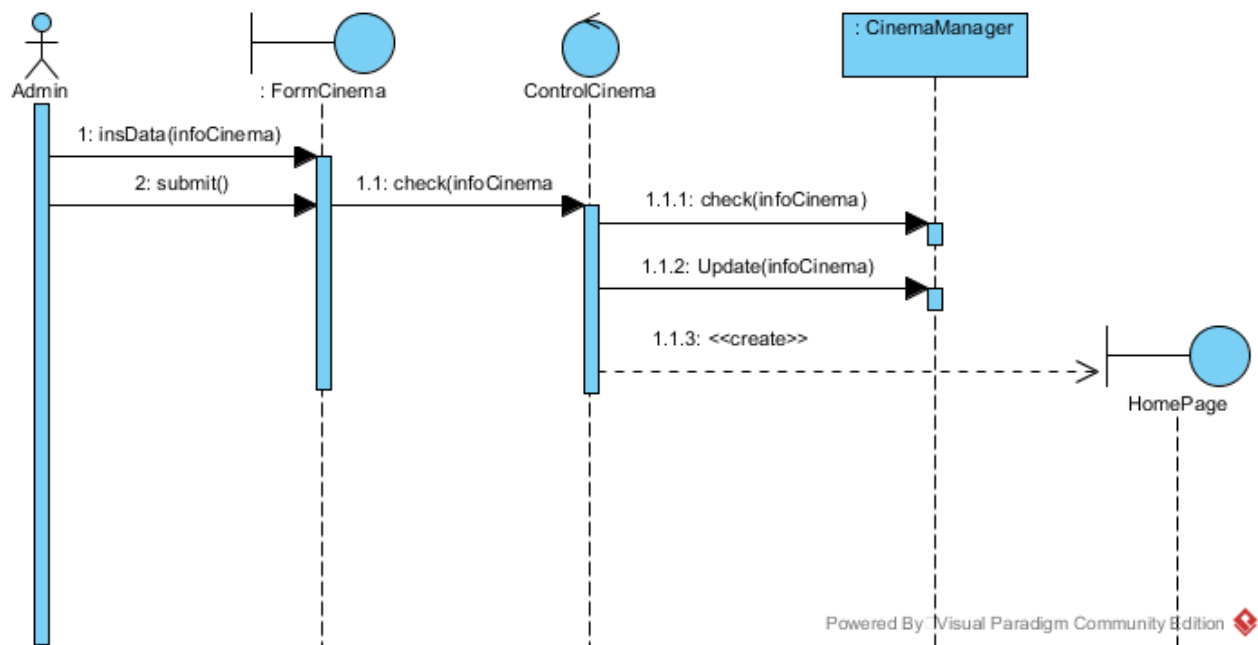 : CinemaManager
Admin
: FormCinema
ControlCinema
1: insData(infoCinema)
2: submit()
1.1: check(infoCinema
1.1.1: check(infoCinema)
1.1.2: Update(infoCinema)
1.1.3: <<create>>
HomePage
Powered By Visual Paradigm Community Edition